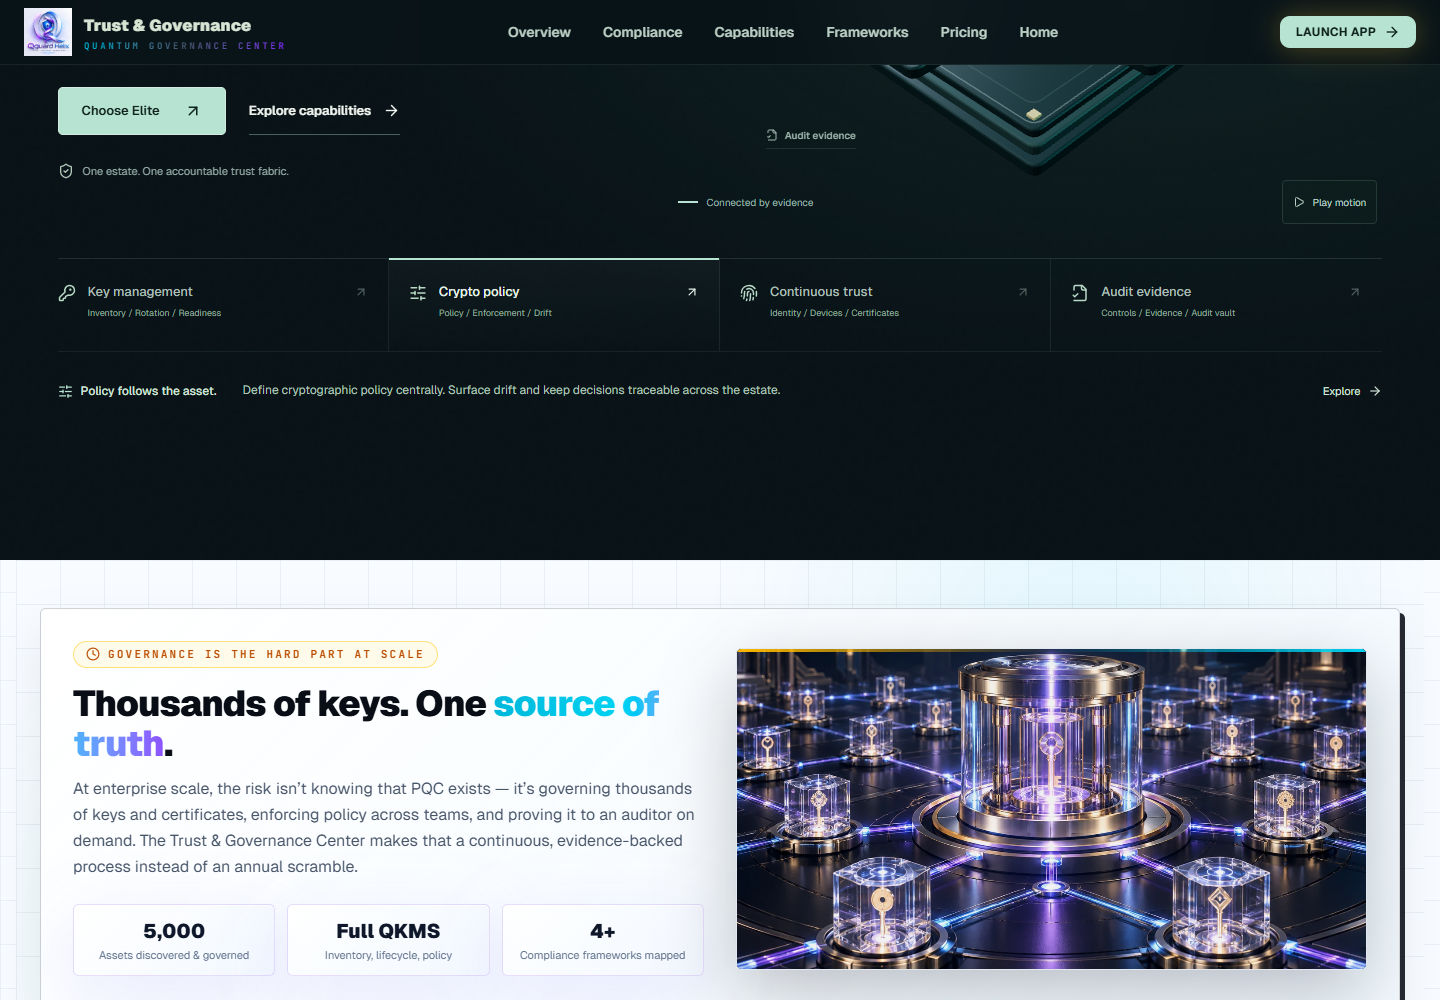 Qguard Helix
Trust & Governance
QUANTUM GOVERNANCE CENTER
Overview
Compliance
Capabilities
Frameworks
Pricing
Home
LAUNCH APP
Choose Elite
Explore capabilities
Audit evidence
One estate. One accountable trust fabric.
Connected by evidence
Play motion
Key management
Inventory / Rotation / Readiness
Crypto policy
Policy / Enforcement / Drift
Continuous trust
Identity / Devices / Certificates
Audit evidence
Controls / Evidence / Audit vault
Policy follows the asset.
Define cryptographic policy centrally. Surface drift and keep decisions traceable across the estate.
Explore
GOVERNANCE IS THE HARD PART AT SCALE
Thousands of keys. One source of
truth.
At enterprise scale, the risk isn’t knowing that PQC exists — it’s governing thousands
of keys and certificates, enforcing policy across teams, and proving it to an auditor on
demand. The Trust & Governance Center makes that a continuous, evidence-backed
process instead of an annual scramble.
5,000
Assets discovered & governed
Full QKMS
Inventory, lifecycle, policy
4+
Compliance frameworks mapped